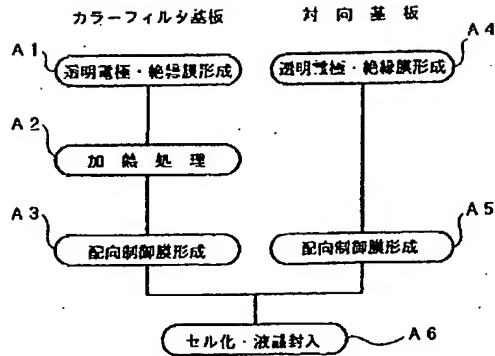 カラーフィルタ基板
対向基板
A1
透明電極・絶縁膜形成
A4
透明電極・絶縁膜形成
A2
加熱処理
A3
配向制御膜形成
A5
配向制御膜形成
セル化・液晶封入
A6